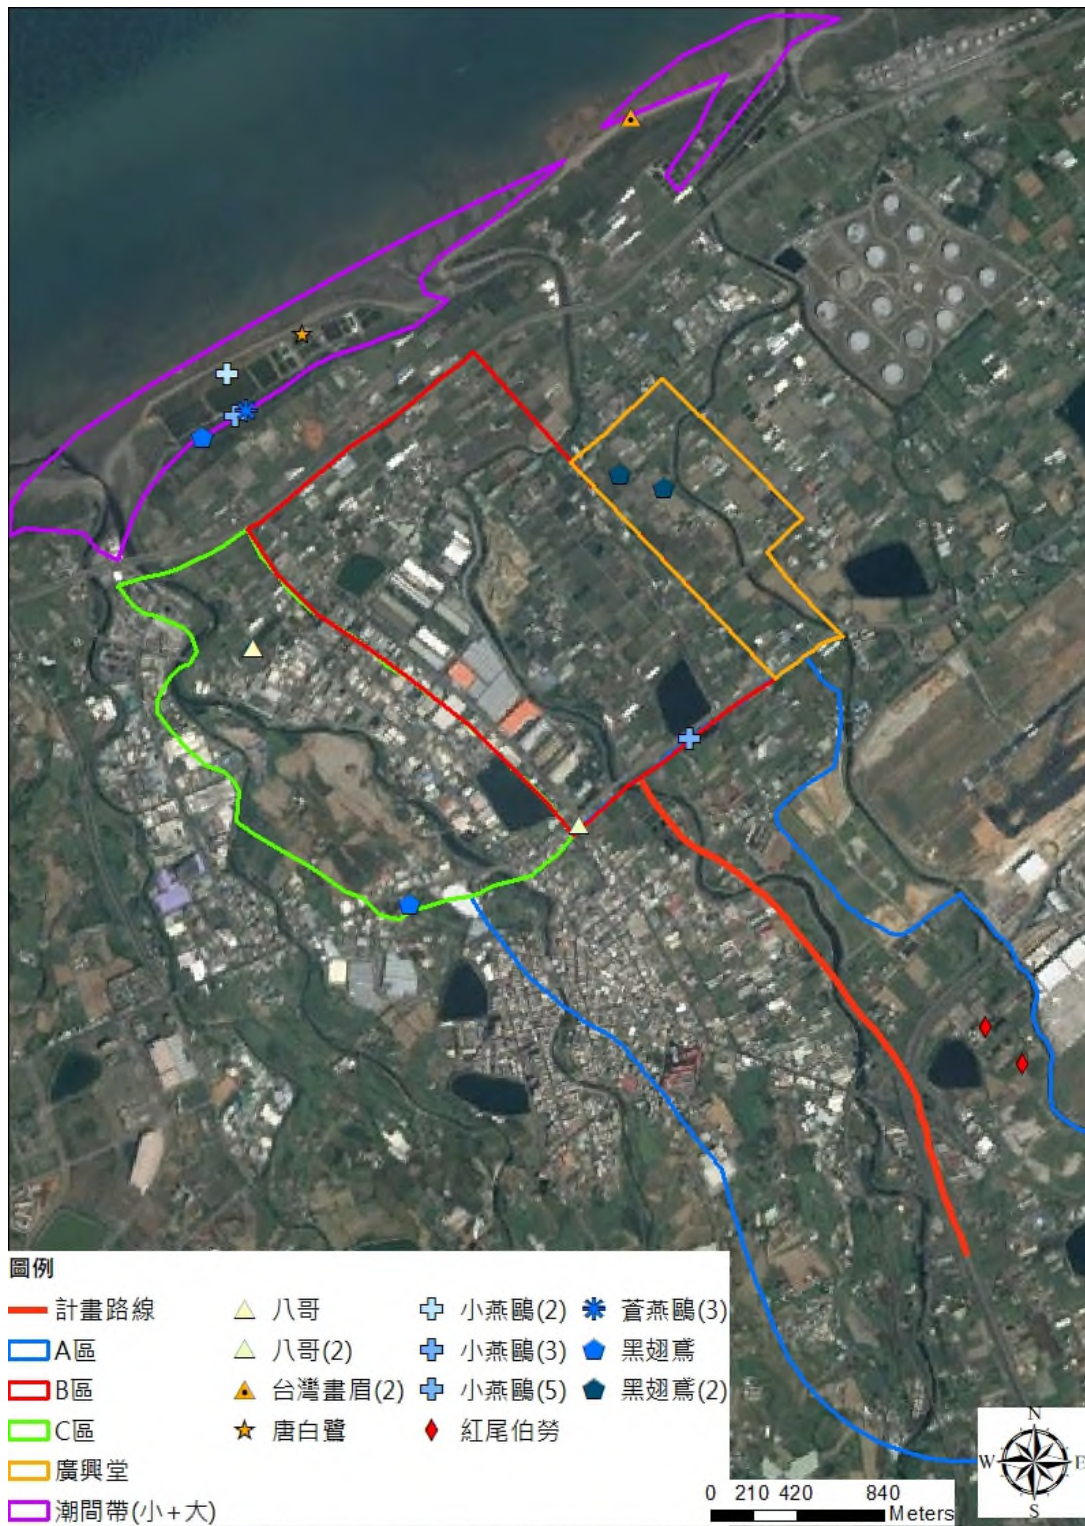 圖例
計畫路線
A區
B區
C區
廣興堂
潮間帶(小+大)
八哥
八哥(2)
台灣畫眉(2)
唐白鷺
小燕鷗(2)
小燕鷗(3)
小燕鷗(5)
紅尾伯勞
蒼燕鷗(3)
黑翅鳶
黑翅鳶(2)
0 210 420 840
Meters
N
W E
S